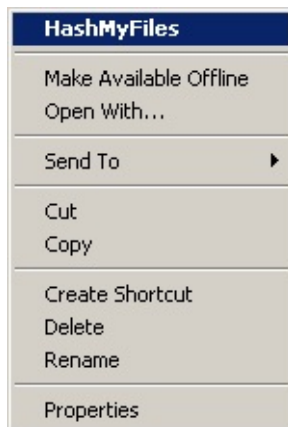 HashMyFiles
Make Available Offline
Open With...
Send To
Cut
Copy
Create Shortcut
Delete
Rename
Properties